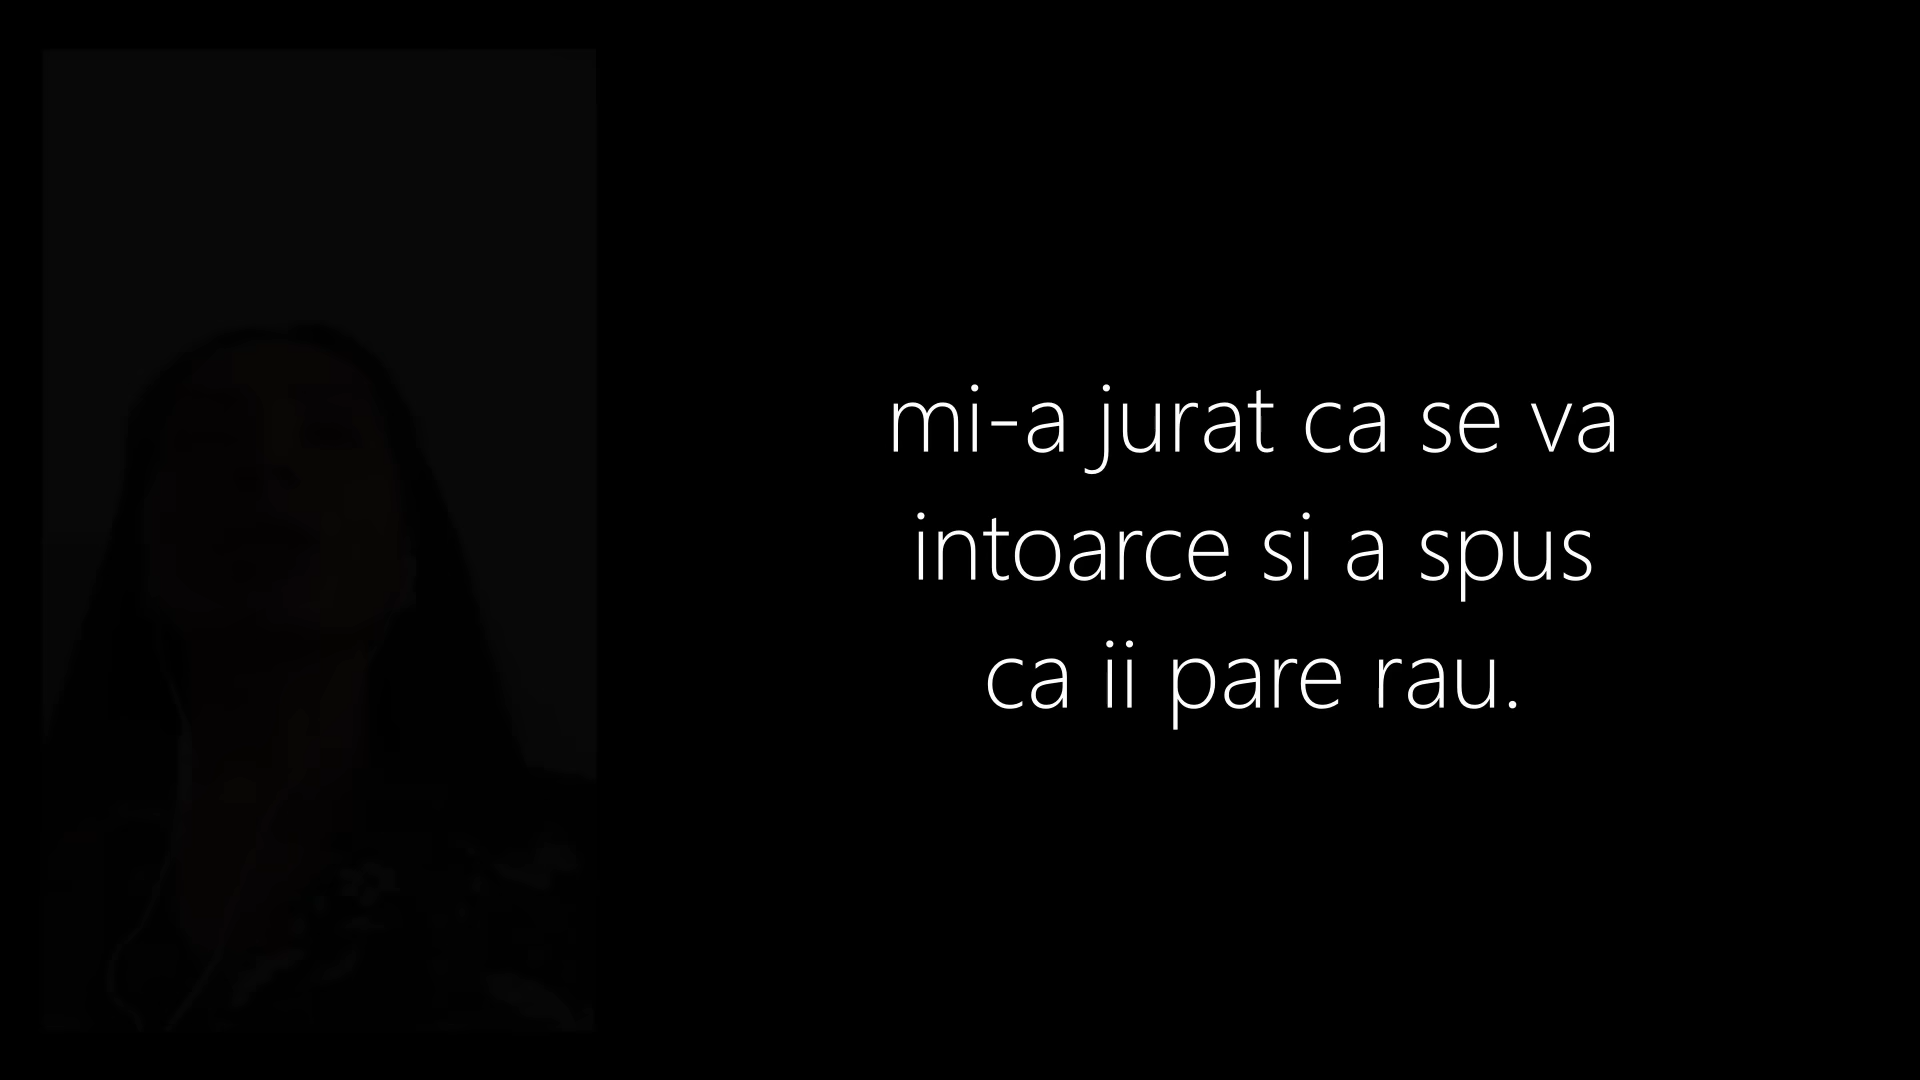 mi-a jurat ca se va
intoarce si a spus
ca ii pare rau.